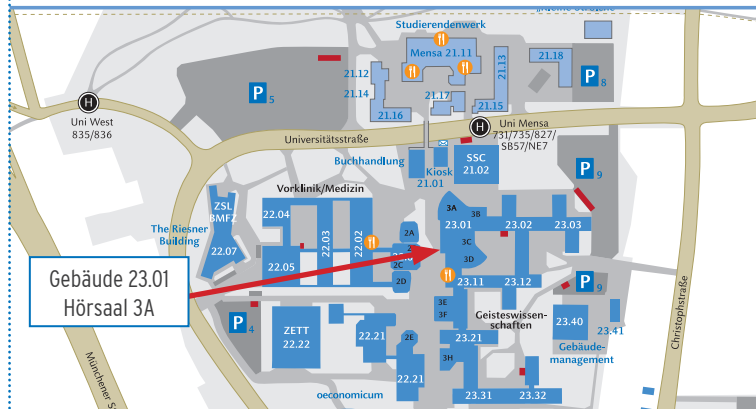 Studierendenwerk
Mensa 21.11
21.12
21.13
21.18
P 5
21.14
21.17
P 8
H
Uni West
835/836
21.16
21.15
H
Uni Mensa
731/735/827/
SB57/NE7
Universitätsstraße
Buchhandlung
Kiosk
21.01
SSC
21.02
P 9
Vorklinik/Medizin
ZSL
BMFZ
22.04
22.03
22.02
2A
3A
3B
23.01
23.02
23.03
The Riesner
Building
22.07
22.05
2C
3C
3D
2D
23.11
23.12
P 9
Gebäude 23.01
Hörsaal 3A
3E
3F
Geisteswissen-
schaften
23.40
23.41
P 4
ZETT
22.22
22.21
2E
23.21
Gebäude-
management
Christophstraße
3H
22.21
oeconomicum
23.31
23.32
Münchener S